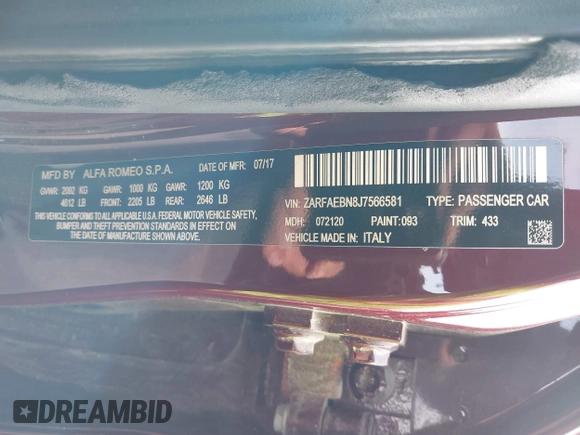 MFD BY ALFA ROMEO S.P.A. DATE OF MFR: 07/17
GVWR: 2002 KG GAWR: 1000 KG GAWR: 1200 KG
4612 LB FRONT: 2205 LB REAR: 2646 LB
THIS VEHICLE CONFORMS TO ALL APPLICABLE U.S.A. FEDERAL MOTOR VEHICLE SAFETY,
BUMPER AND THEFT PREVENTION STANDARDS IN EFFECT ON
THE DATE OF MANUFACTURE SHOWN ABOVE.
VIN: ZARFAEBN8J7566581 TYPE: PASSENGER CAR
MDH: 072120 PAINT:093 TRIM: 433
VEHICLE MADE IN: ITALY
DREAMBID